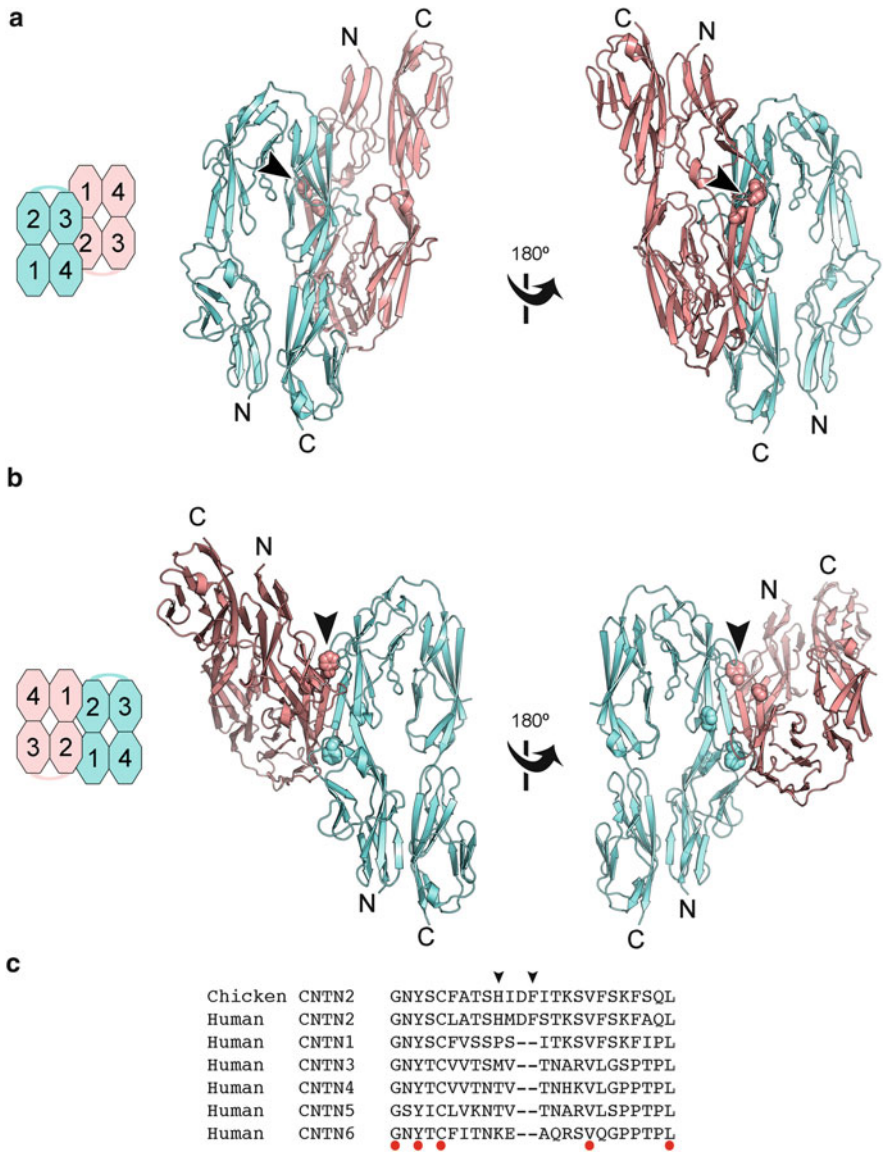 a
C
N
C
N
1 4
2 3
2 3
1 4
180º
N
C
N
C
b
C
N
N
C
4 1
2 3
3 2
1 4
180º
N
C
N
C
c
Chicken CNTN2 GNYSCFATSHIDFITKSVFSKFSQL
Human CNTN2 GNYSCLATSHMDFSTKSVFSKFAQL
Human CNTN1 GNYSCFVSSPS--ITKSVFSKFIPL
Human CNTN3 GNYTCVVTSMV--TNARVLGSPTPL
Human CNTN4 GNYTCVVTNTV--TNHKVLGPPTPL
Human CNTN5 GSYICLVKNTV--TNARVLSPPTPL
Human CNTN6 GNYTCFITNKE--AQRSVQGPPTPL